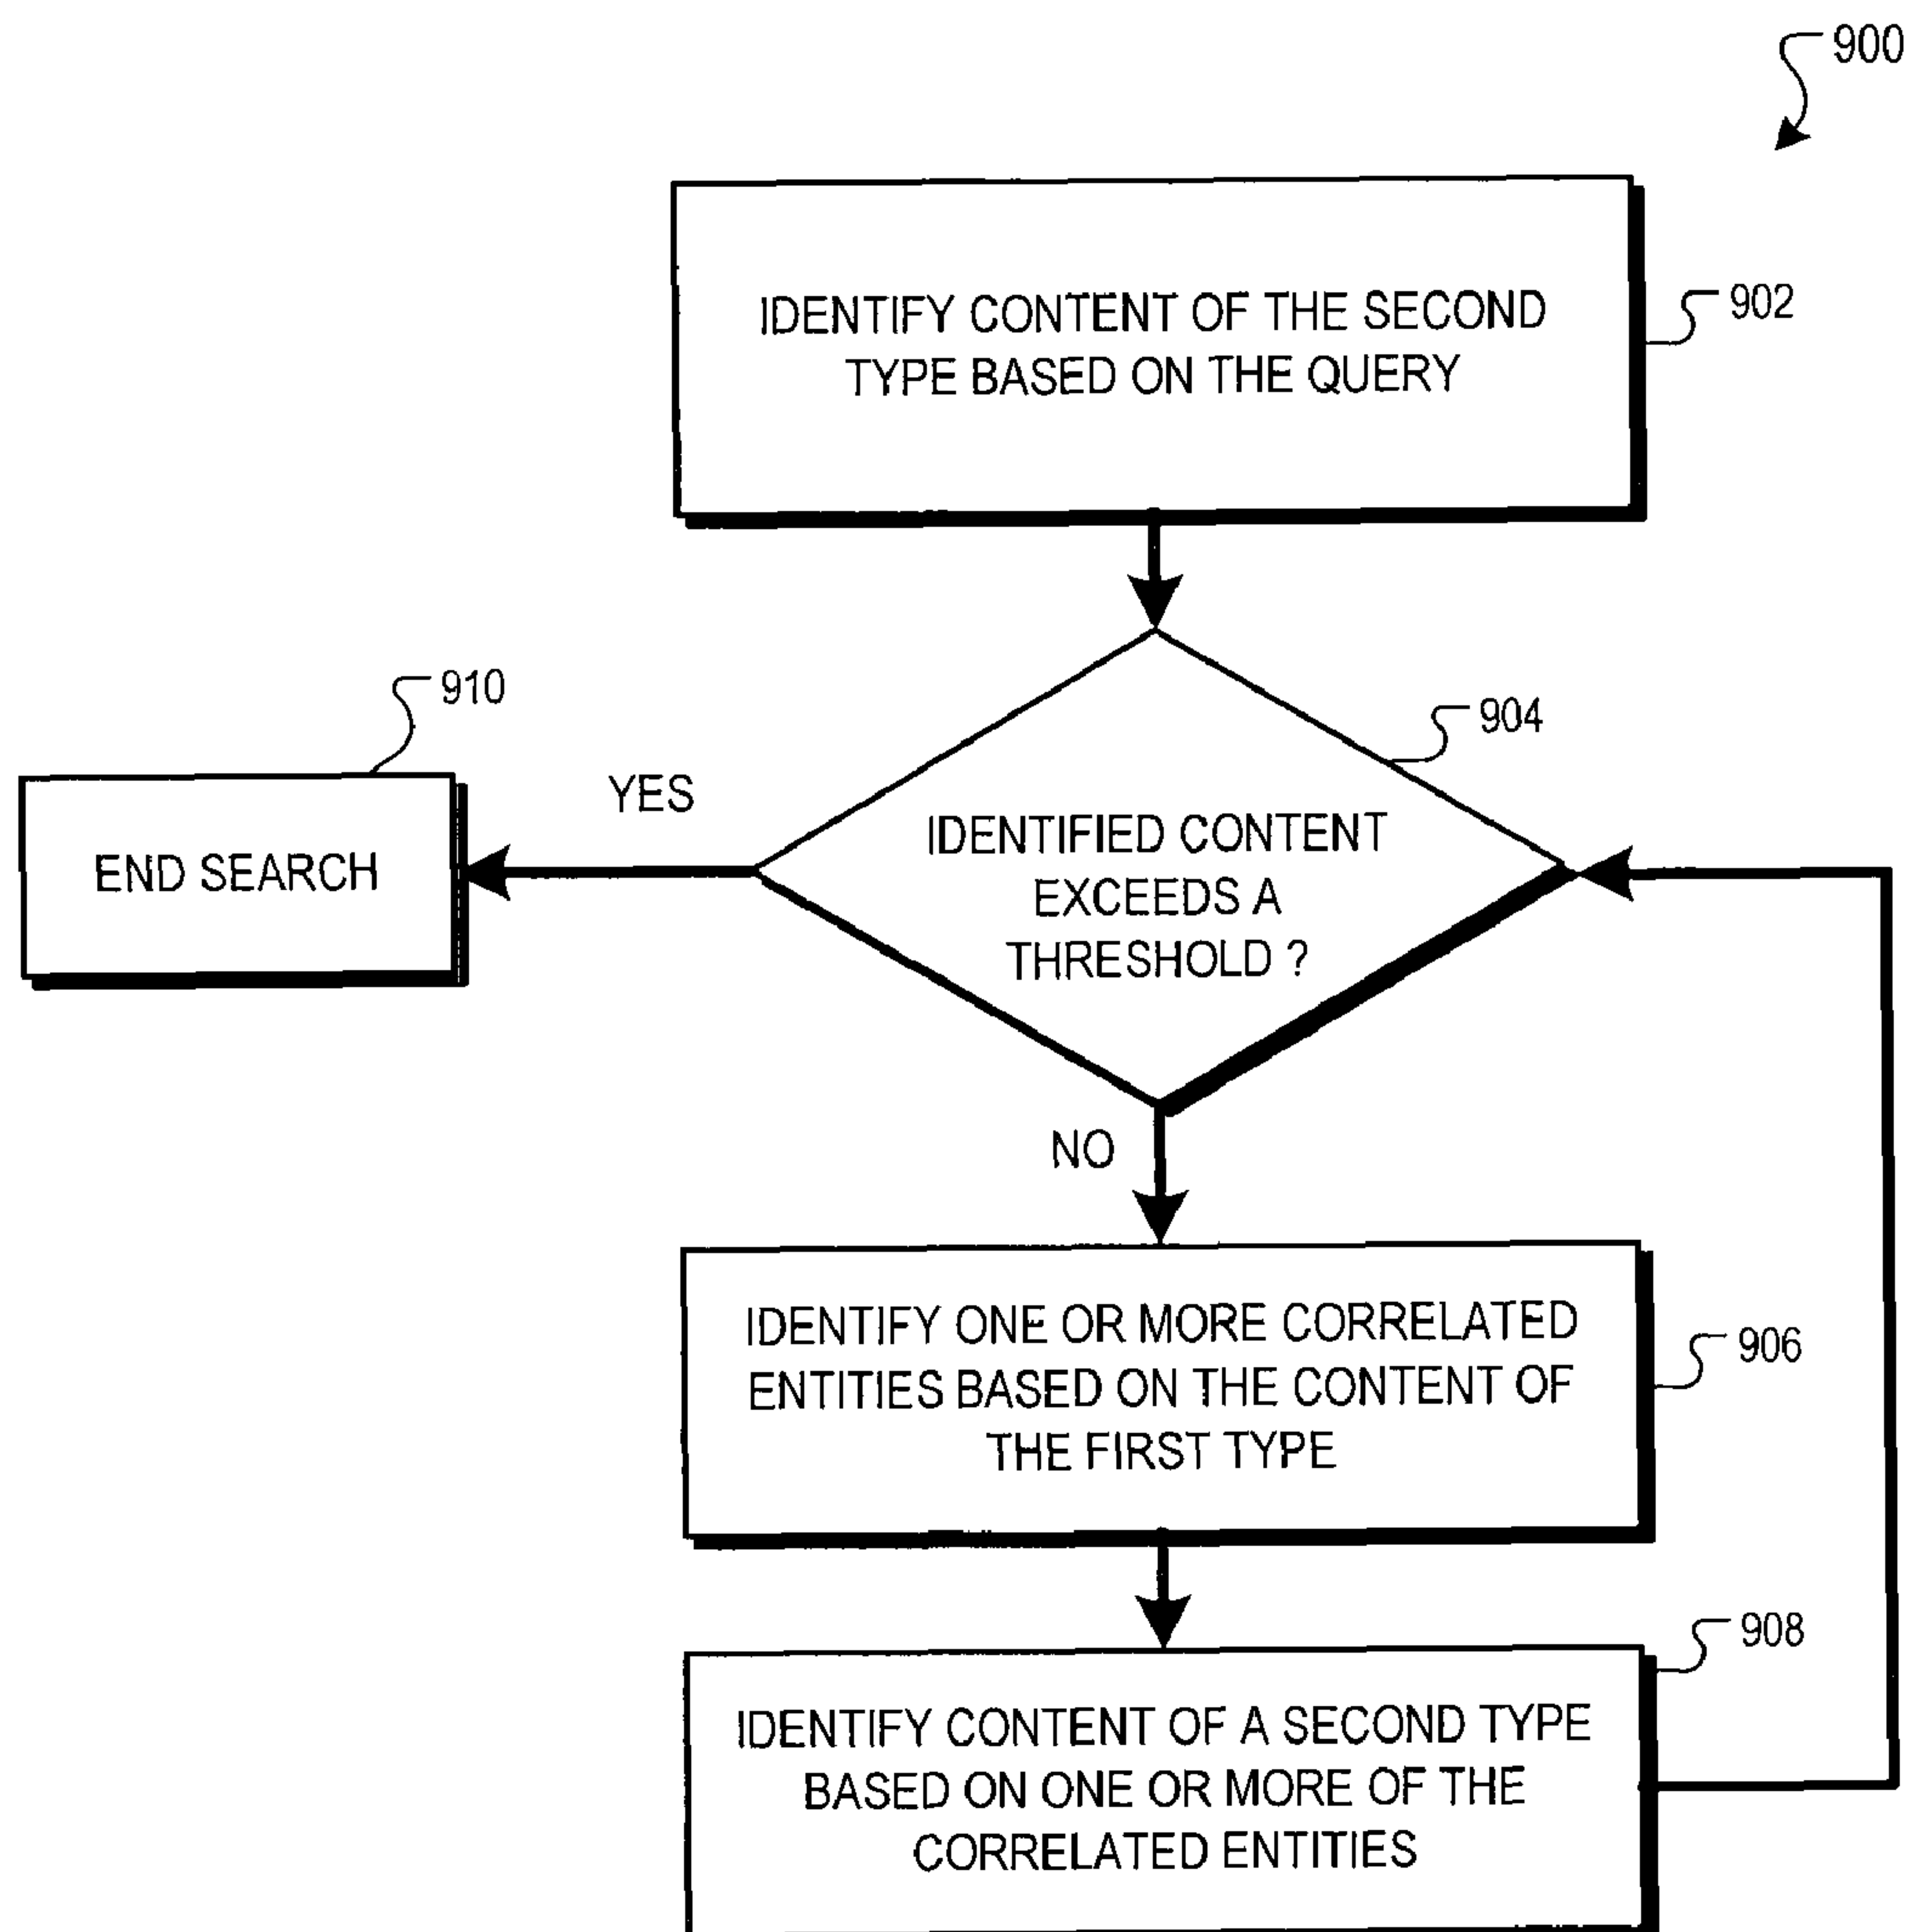 900
IDENTIFY CONTENT OF THE SECOND
TYPE BASED ON THE QUERY
902
910
904
YES
END SEARCH
IDENTIFIED CONTENT
EXCEEDS A
THRESHOLD ?
NO
IDENTIFY ONE OR MORE CORRELATED
ENTITIES BASED ON THE CONTENT OF
THE FIRST TYPE
906
908
IDENTIFY CONTENT OF A SECOND TYPE
BASED ON ONE OR MORE OF THE
CORRELATED ENTITIES